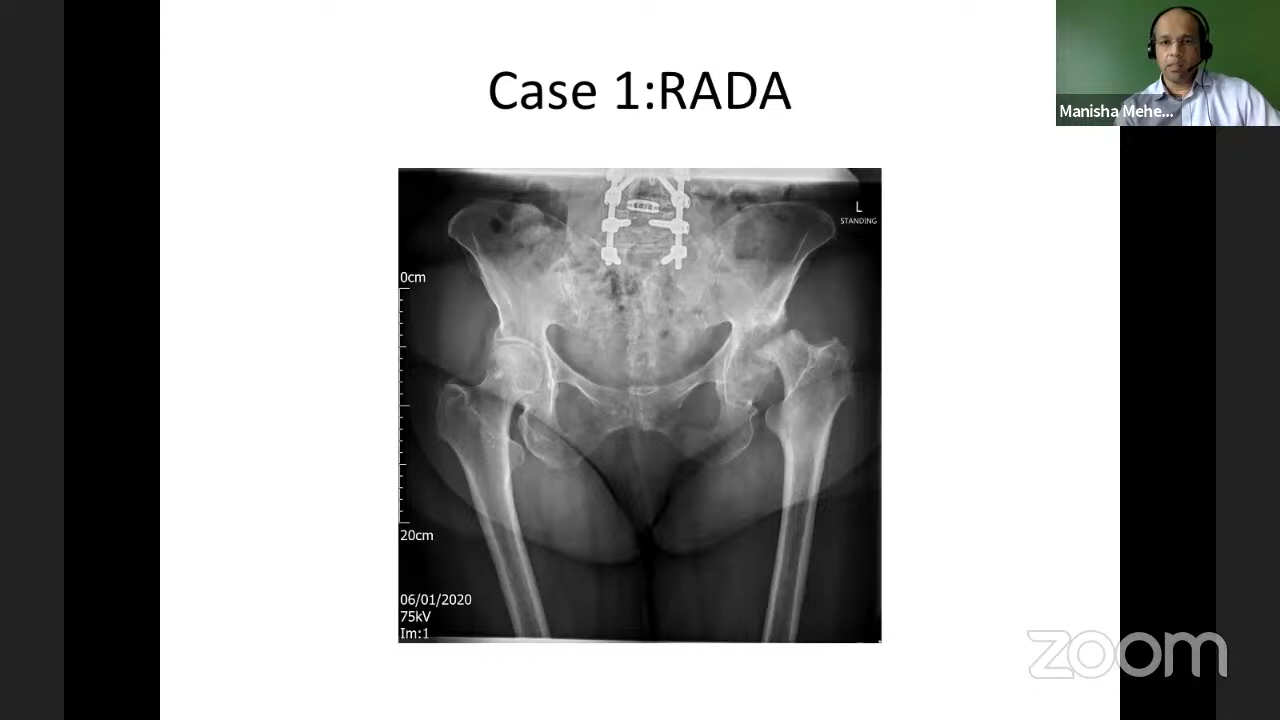 Case 1:RADA
Manisha Mehe...
L
STANDING
0cm
20cm
06/01/2020
75kV
Im:1
zoom